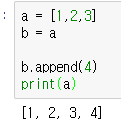 :
a = [1,2,3]
b = a
b.append(4)
print(a)
[1, 2, 3, 4]